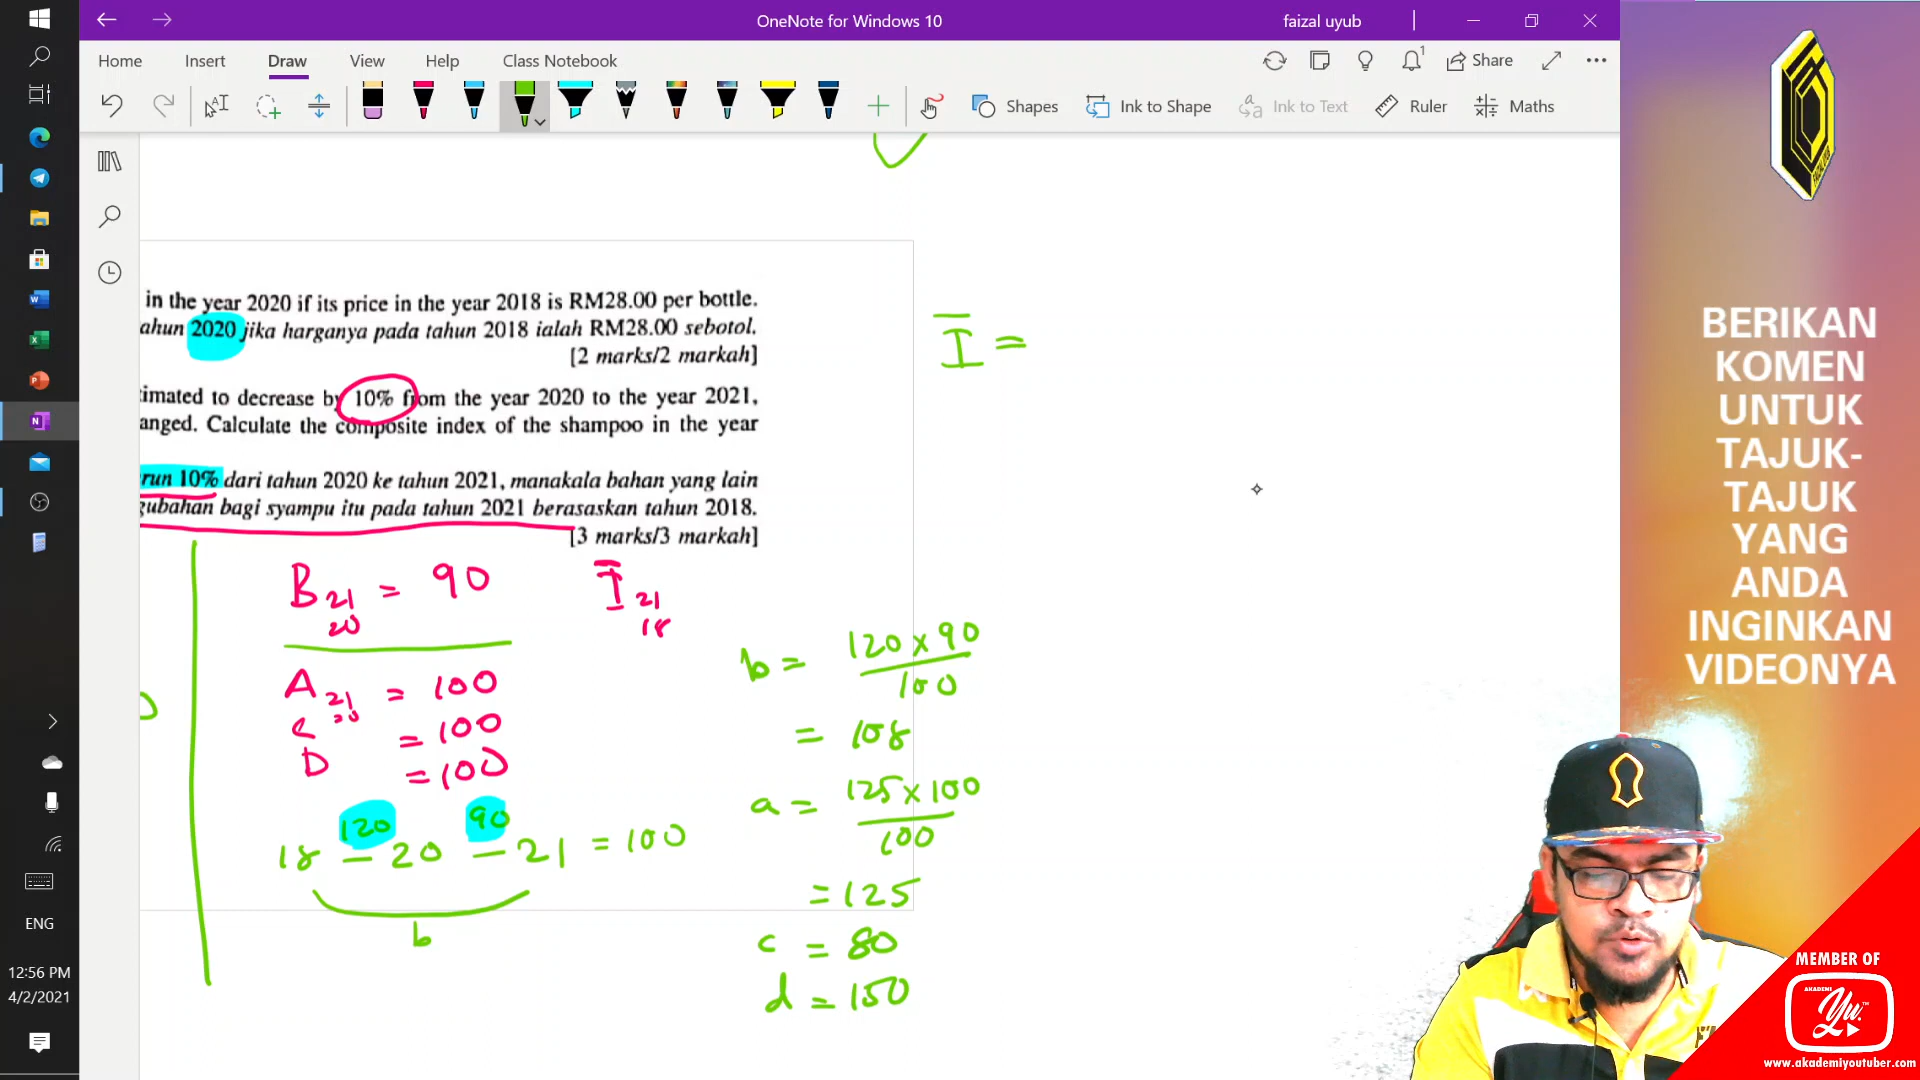 OneNote for Windows 10
faizal uyub
Home
Insert
Draw
View
Help
Class Notebook
1
Share
Shapes
Ink to Shape
Ink to Text
Ruler
Maths
in the year 2020 if its price in the year 2018 is RM28.00 per bottle.
ahun 2020 jika harganya pada tahun 2018 ialah RM28.00 sebotol.
[2 marks/2 markah]
timated to decrease by 10% from the year 2020 to the year 2021,
anged. Calculate the composite index of the shampoo in the year
run 10% dari tahun 2020 ke tahun 2021, manakala bahan yang lain
gubahan bagi syampu itu pada tahun 2021 berasaskan tahun 2018.
[3 marks/3 markah]
I =
B 21 = 90
20
I 21
18
A 21 = 100
20
C = 100
D = 100
120 90
18 — 20 — 21 = 100
b
b = 120 x 90
100
= 108
a = 125 x 100
100
= 125
c = 80
d = 150
BERIKAN
KOMEN
UNTUK
TAJUK-
TAJUK
YANG
ANDA
INGINKAN
VIDEONYA
MEMBER OF
AKADEMI
Yu.
TM
www.akademiyoutuber.com
ENG
12:56 PM
4/2/2021